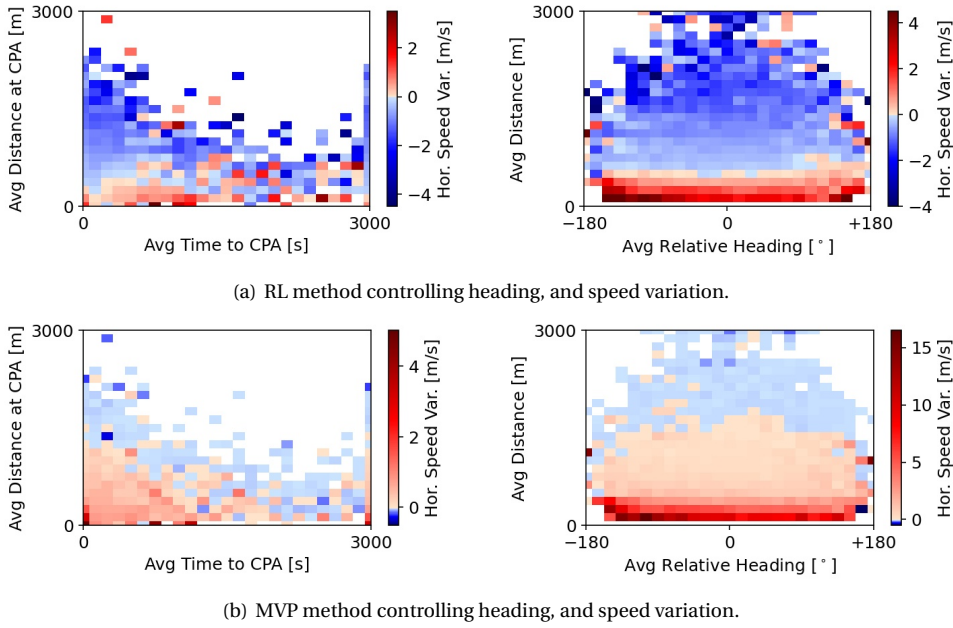 3000
Avg Distance at CPA [m]
0
0
3000
Avg Time to CPA [s]
2
0
−2
−4
Hor. Speed Var. [m/s]
3000
Avg Distance [m]
0
−180
0
+180
Avg Relative Heading [°]
4
2
0
−2
−4
Hor. Speed Var. [m/s]
(a) RL method controlling heading, and speed variation.
3000
Avg Distance at CPA [m]
0
0
3000
Avg Time to CPA [s]
4
2
0
Hor. Speed Var. [m/s]
3000
Avg Distance [m]
0
−180
0
+180
Avg Relative Heading [°]
15
10
5
0
Hor. Speed Var. [m/s]
(b) MVP method controlling heading, and speed variation.